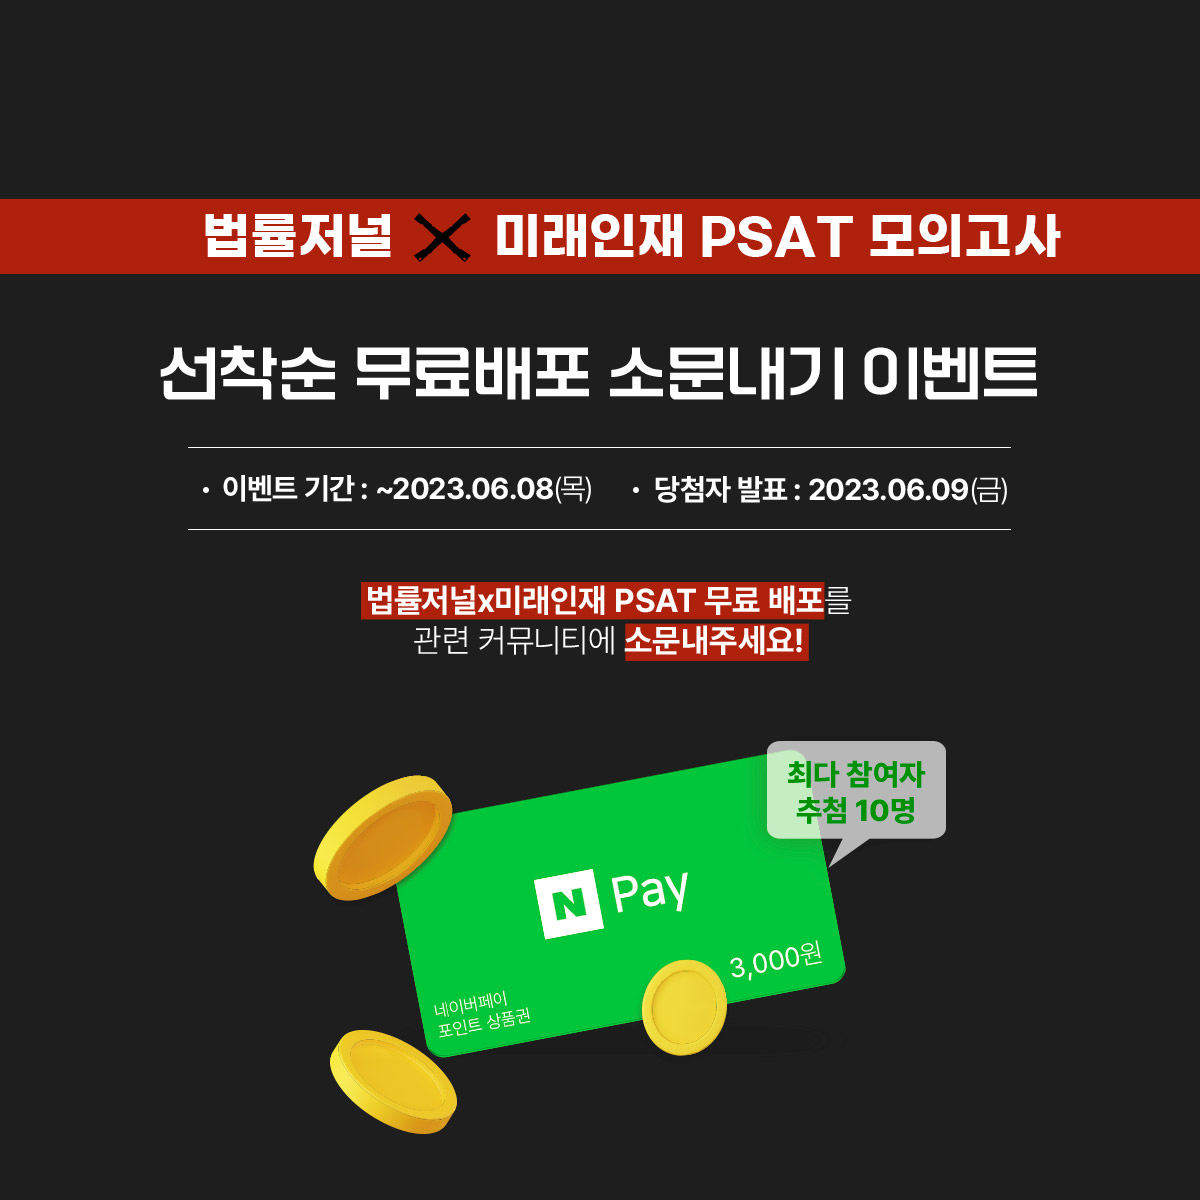 법률저널 X 미래인재 PSAT 모의고사
선착순 무료배포 소문내기 이벤트
· 이벤트 기간 : ~2023.06.08(목) · 당첨자 발표 : 2023.06.09(금)
법률저널x미래인재 PSAT 무료 배포를
관련 커뮤니티에 소문내주세요!
최다 참여자
추첨 10명
N Pay
3,000원
네이버페이
포인트 상품권